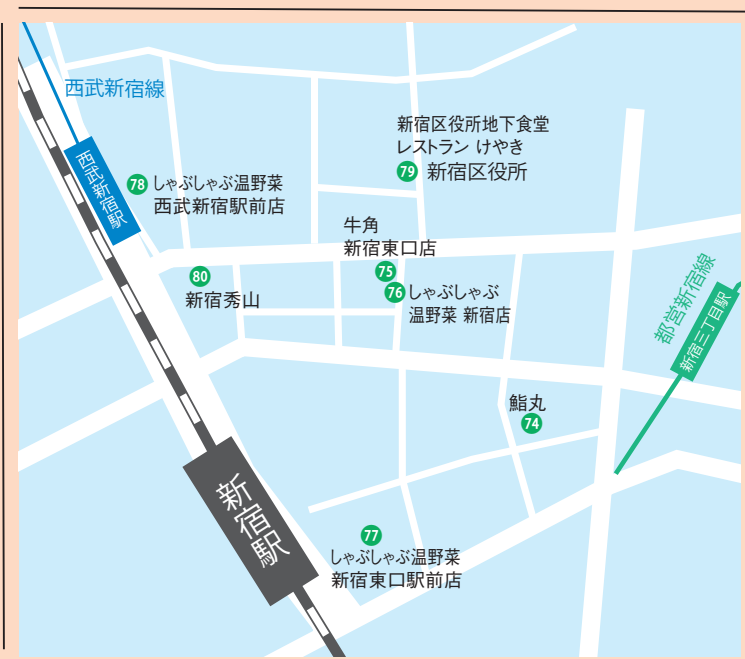 西武新宿線
西武新宿駅
新宿区役所地下食堂
レストラン けやき
79 新宿区役所
78 しゃぶしゃぶ温野菜
西武新宿駅前店
牛角
新宿東口店
75
80
新宿秀山
76 しゃぶしゃぶ
温野菜 新宿店
都営新宿線
新宿三丁目駅
鮨丸
74
新宿駅
77
しゃぶしゃぶ温野菜
新宿東口駅前店